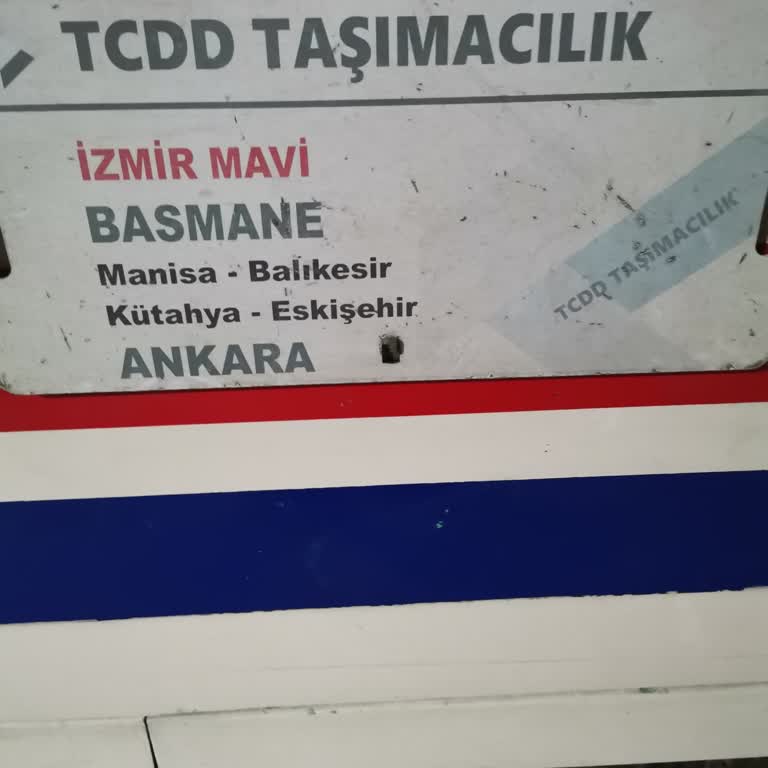 TCDD TAŞIMACILIK
İZMİR MAVİ
BASMANE
Manisa - Balıkesir
Kütahya - Eskişehir
ANKARA
TCDD TAŞIMACILIK